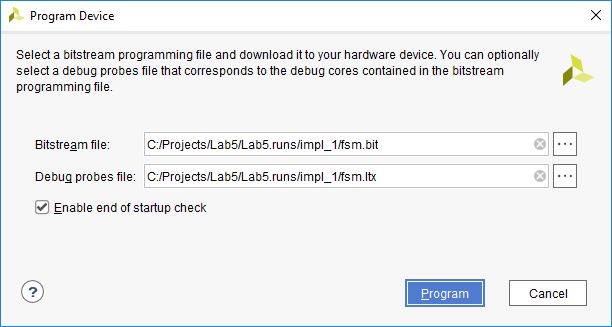 Program Device
Select a bitstream programming file and download it to your hardware device. You can optionally
select a debug probes file that corresponds to the debug cores contained in the bitstream
programming file.
Bitstream file: C:/Projects/Lab5/Lab5.runs/impl_1/fsm.bit
Debug probes file: C:/Projects/Lab5/Lab5.runs/impl_1/fsm.ltx
Enable end of startup check
? Program Cancel